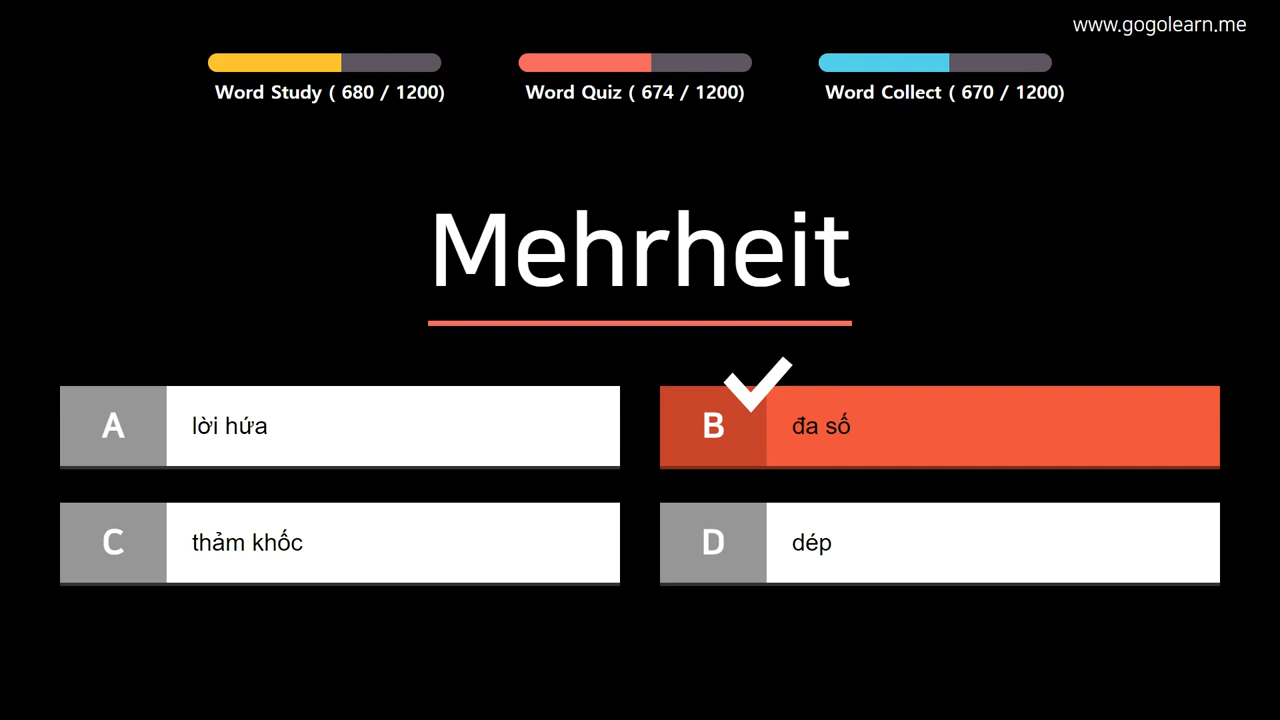 www.gogolearn.me
Word Study ( 680 / 1200)
Word Quiz ( 674 / 1200)
Word Collect ( 670 / 1200)
Mehrheit
A
lời hứa
B
đa số
C
thảm khốc
D
dép